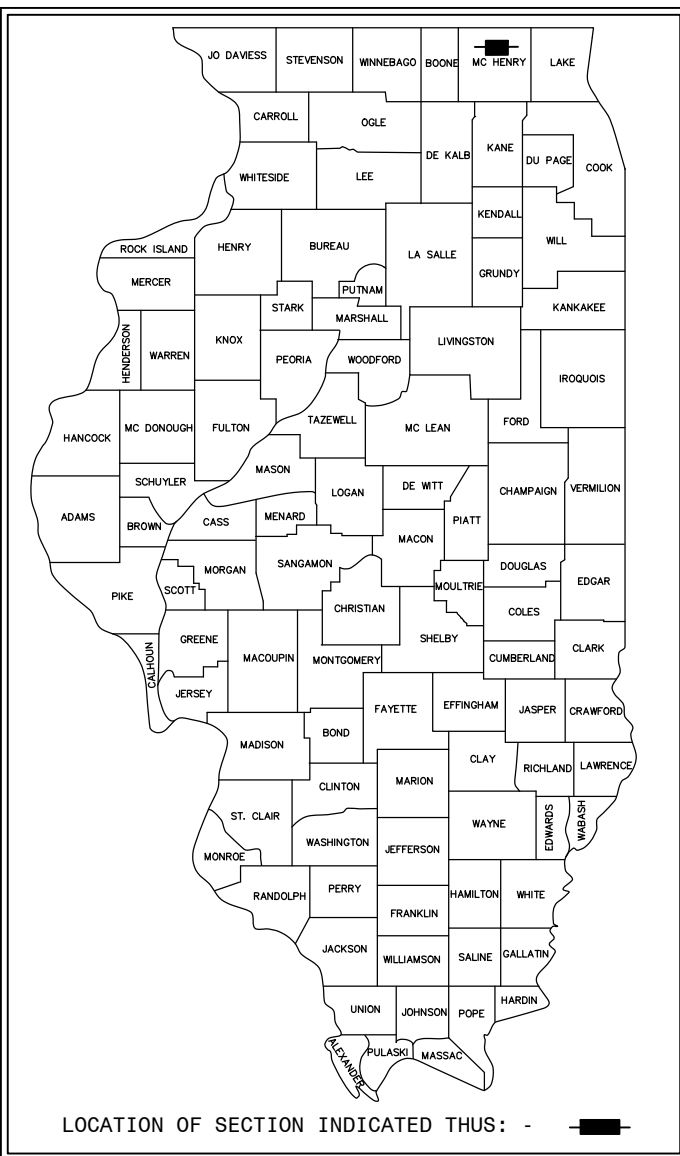 JO DAVIESS
STEVENSON
WINNEBAGO
BOONE
MC HENRY
LAKE
CARROLL
OGLE
DE KALB
KANE
DU PAGE
COOK
WHITESIDE
LEE
KENDALL
WILL
ROCK ISLAND
HENRY
BUREAU
LA SALLE
GRUNDY
MERCER
PUTNAM
KANKAKEE
STARK
MARSHALL
HENDERSON
WARREN
KNOX
PEORIA
WOODFORD
LIVINGSTON
IROQUOIS
HANCOCK
MC DONOUGH
FULTON
TAZEWELL
MC LEAN
FORD
SCHUYLER
MASON
LOGAN
DE WITT
CHAMPAIGN
VERMILION
ADAMS
BROWN
CASS
MENARD
MACON
PIATT
PIKE
SCOTT
MORGAN
SANGAMON
CHRISTIAN
MOULTRIE
DOUGLAS
EDGAR
COLES
CALHOUN
GREENE
MACOUPIN
MONTGOMERY
SHELBY
CUMBERLAND
CLARK
JERSEY
FAYETTE
EFFINGHAM
JASPER
CRAWFORD
MADISON
BOND
CLAY
RICHLAND
LAWRENCE
CLINTON
MARION
ST. CLAIR
WAYNE
EDWARDS
WABASH
WASHINGTON
JEFFERSON
MONROE
RANDOLPH
PERRY
HAMILTON
WHITE
FRANKLIN
JACKSON
WILLIAMSON
SALINE
GALLATIN
UNION
JOHNSON
POPE
HARDIN
ALEXANDER
PULASKI
MASSAC
LOCATION OF SECTION INDICATED THUS: -